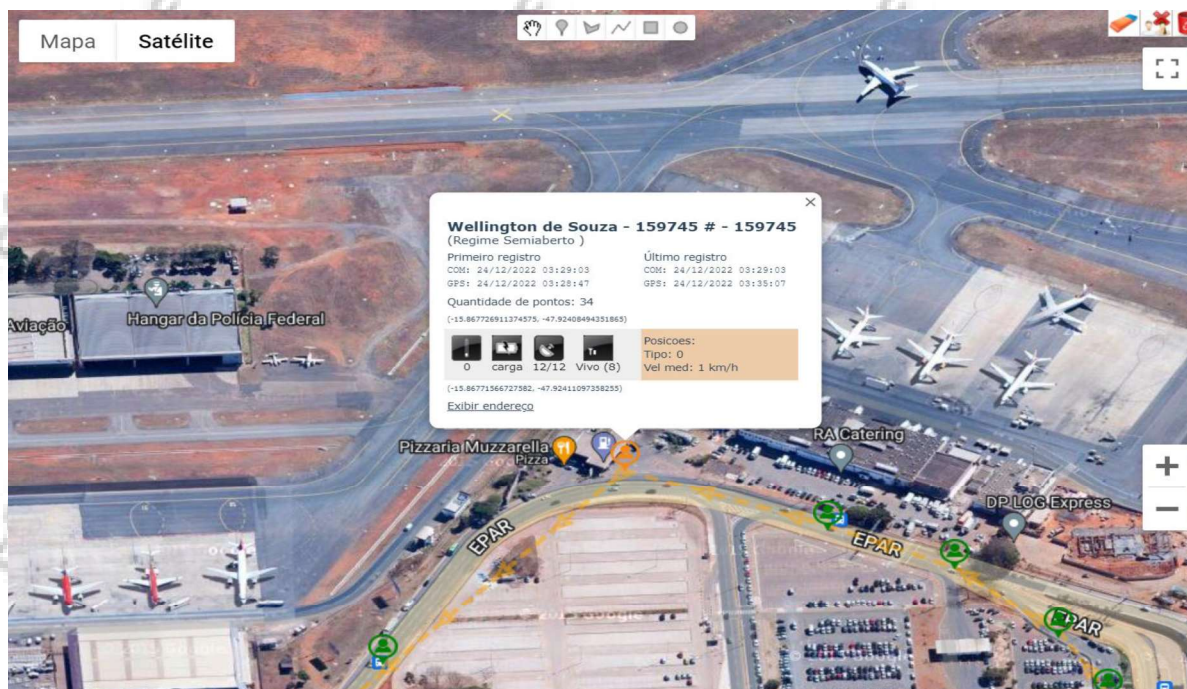 Mapa Satélite
Wellington de Souza - 159745 # - 159745
(Regime Semiaberto )
Primeiro registro
COM: 24/12/2022 03:29:03
GPS: 24/12/2022 03:28:47
Último registro
COM: 24/12/2022 03:29:03
GPS: 24/12/2022 03:35:07
Quantidade de pontos: 34
(-15.867726911374575, -47.92408494351865)
0 carga 12/12 Vivo (8)
Posicoes:
Tipo: 0
Vel med: 1 km/h
(-15.86771566727582, -47.92411097358255)
Exibir endereço
Aviação
Hangar da Polícia Federal
Pizzaria Muzzarella
Pizza
RA Catering
DP LOG Express
EPAR
EPAR
EPAR